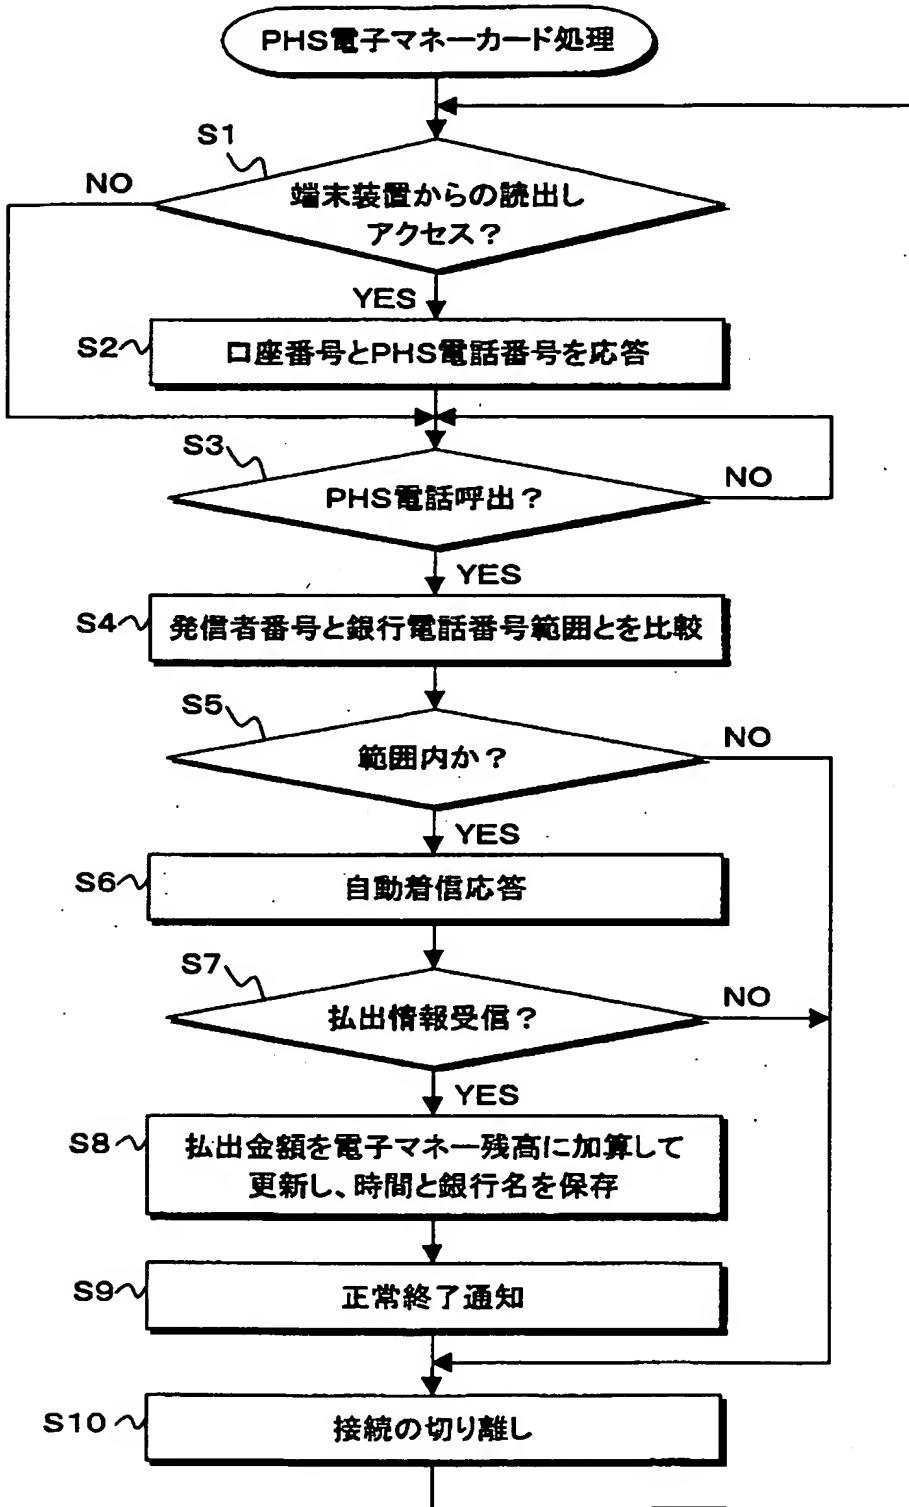 PHS電子マネーカード処理
S1
NO
端末装置からの読出し
アクセス？
YES
S2
口座番号とPHS電話番号を応答
S3
PHS電話呼出？
NO
YES
S4
発信者番号と銀行電話番号範囲とを比較
S5
範囲内か？
NO
YES
S6
自動着信応答
S7
払出情報受信？
NO
YES
S8
払出金額を電子マネー残高に加算して
更新し、時間と銀行名を保存
S9
正常終了通知
S10
接続の切り離し